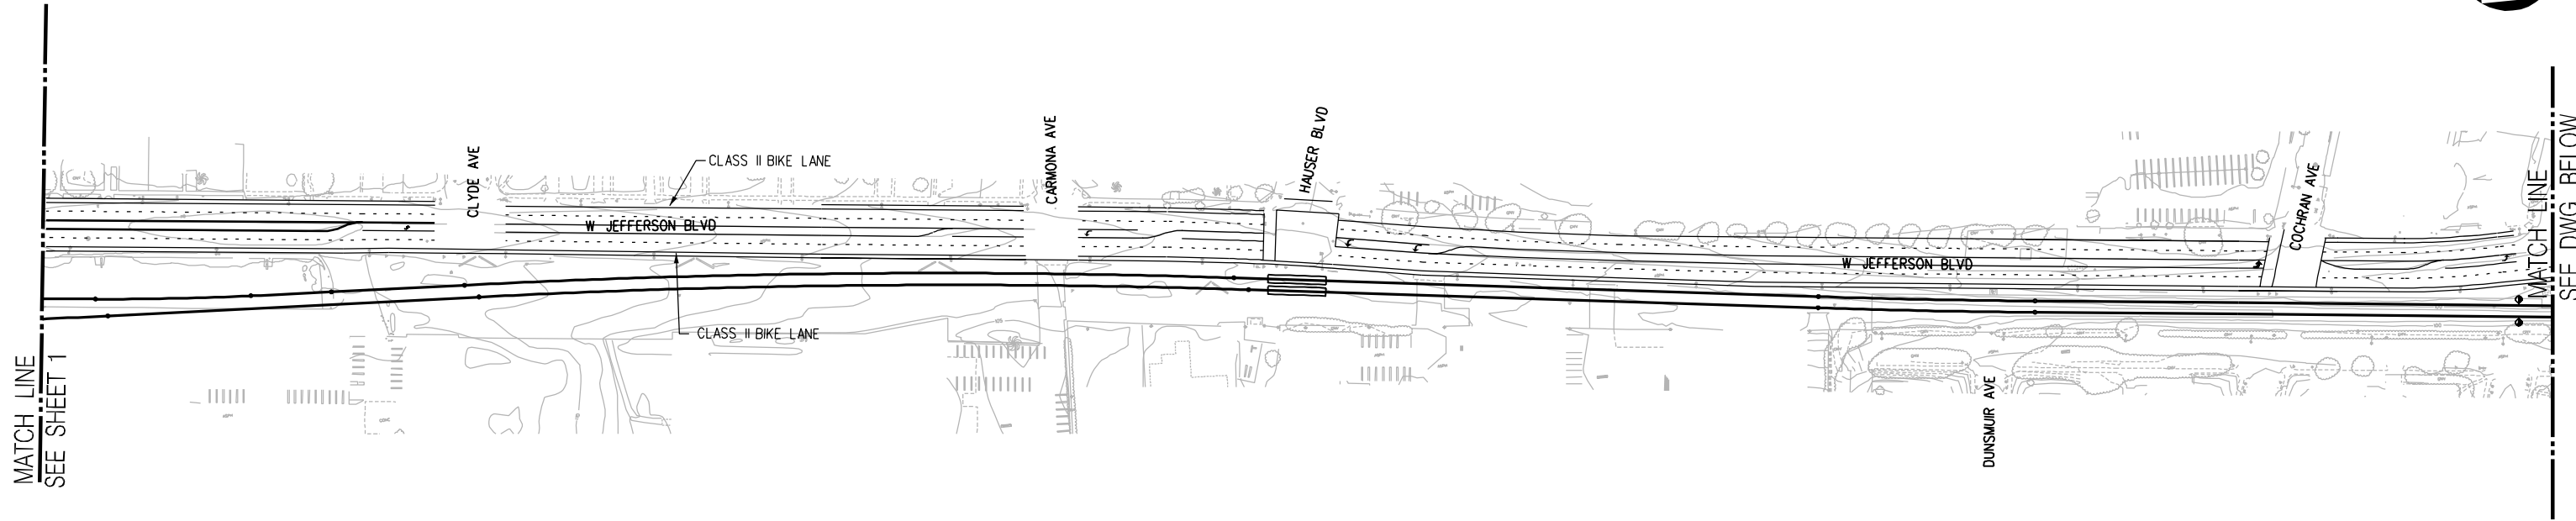 MATCH LINE
SEE SHEET 1
CLYDE AVE
CLASS II BIKE LANE
W JEFFERSON BLVD
CLASS II BIKE LANE
CARMONA AVE
HAUSER BLVD
W JEFFERSON BLVD
DUNSMUIR AVE
COCHRAN AVE
MATCH LINE
SEE DWG BELOW